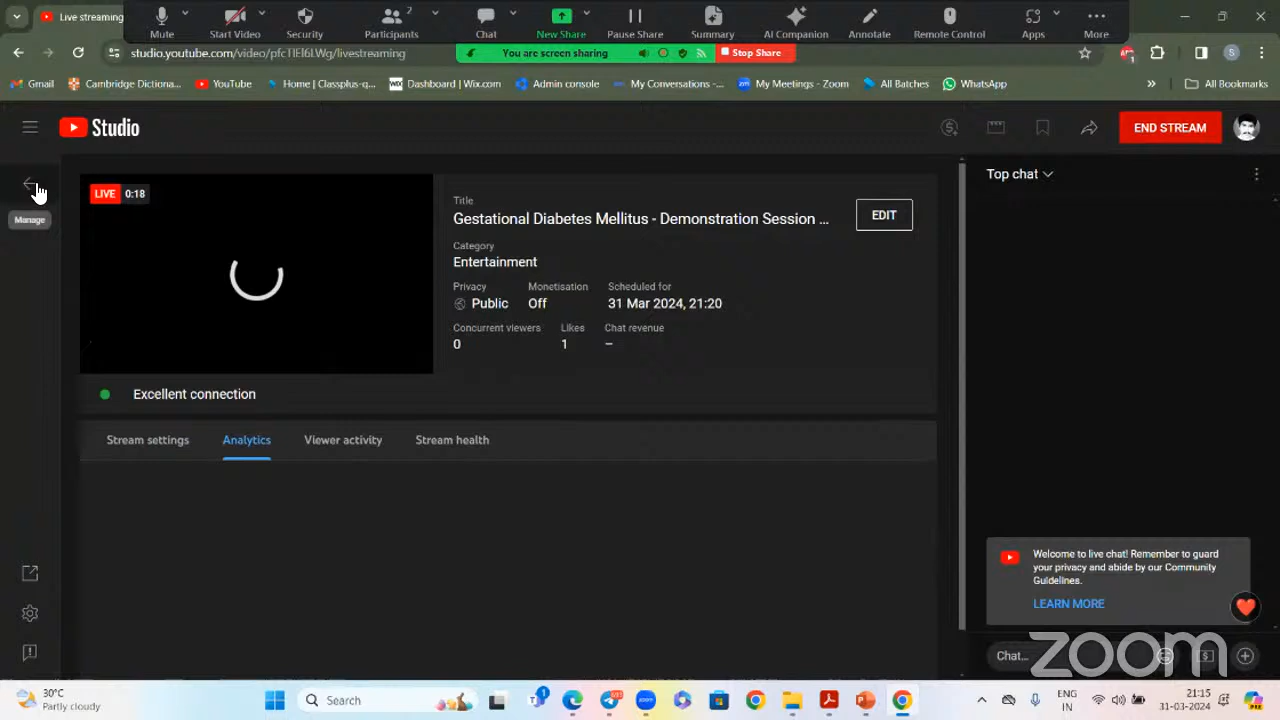 Live streaming
Mute
Start Video
Security
2
Participants
Chat
New Share
Pause Share
Summary
AI Companion
Annotate
Remote Control
Apps
More
You are screen sharing
Stop Share
Gmail
Cambridge Dictiona...
YouTube
Home | Classplus-q...
WIX
Dashboard | Wix.com
Admin console
My Conversations -...
zm
My Meetings - Zoom
All Batches
WhatsApp
»
All Bookmarks
Studio
END STREAM
Manage
LIVE 0:18
Title
Gestational Diabetes Mellitus - Demonstration Session ...
EDIT
Category
Entertainment
Privacy
Public
Monetisation
Off
Scheduled for
31 Mar 2024, 21:20
Concurrent viewers
0
Likes
1
Chat revenue
–
Excellent connection
Stream settings
Analytics
Viewer activity
Stream health
Top chat
Welcome to live chat! Remember to guard
your privacy and abide by our Community
Guidelines.
LEARN MORE
Chat...
zoom
30°C
Partly cloudy
Search
1
ENG
IN
21:15
31-03-2024